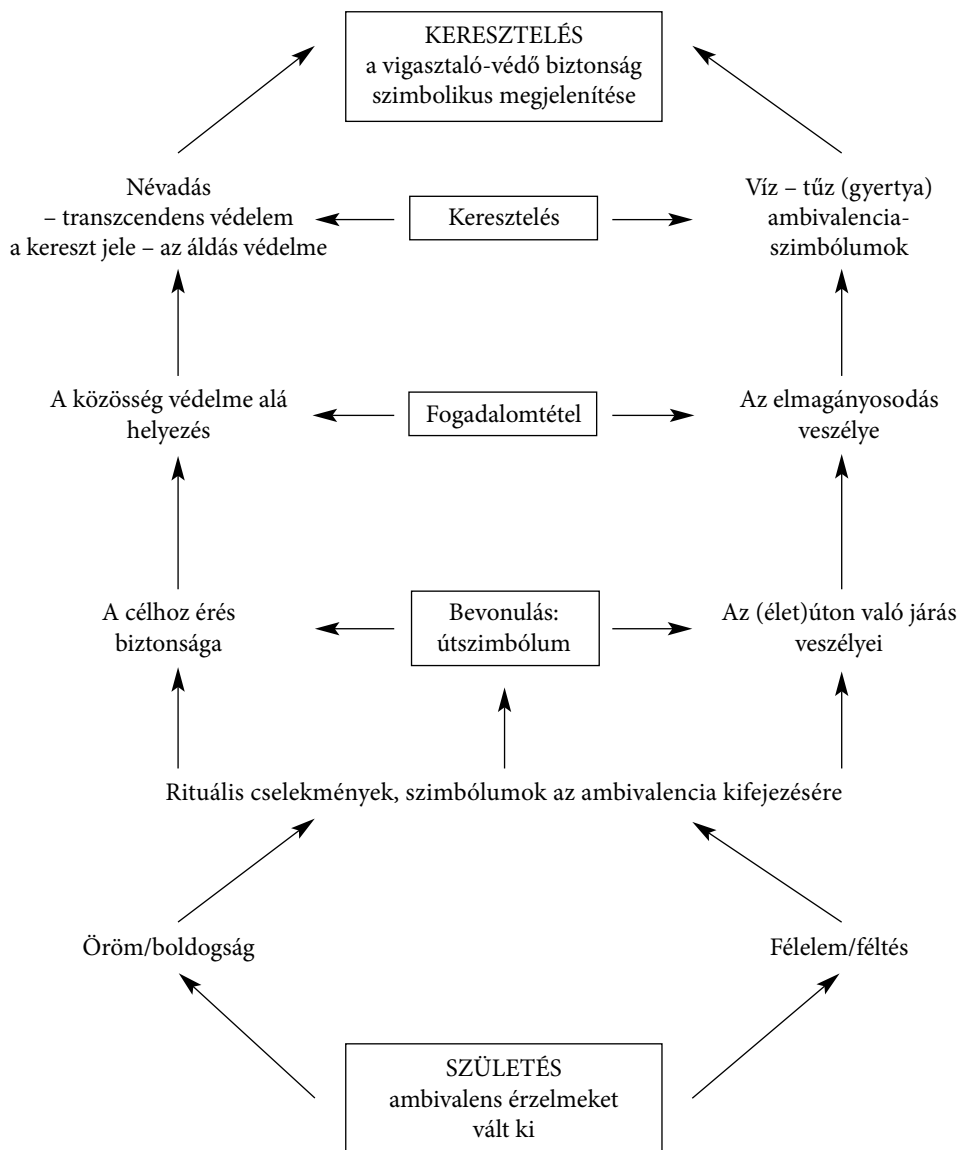 KERESZTELÉS
a vigasztaló-védő biztonság
szimbolikus megjelenítése
Névadás
– transzcendens védelem
a kereszt jele – az áldás védelme
Keresztelés
Víz – tűz (gyertya)
ambivalencia-
szimbólumok
A közösség védelme alá
helyezés
Fogadalomtétel
Az elmagányosodás
veszélye
A célhoz érés
biztonsága
Bevonulás:
útszimbólum
Az (élet)úton való járás
veszélyei
Rituális cselekmények, szimbólumok az ambivalencia kifejezésére
Öröm/boldogság
Félelem/féltés
SZÜLETÉS
ambivalens érzelmeket
vált ki